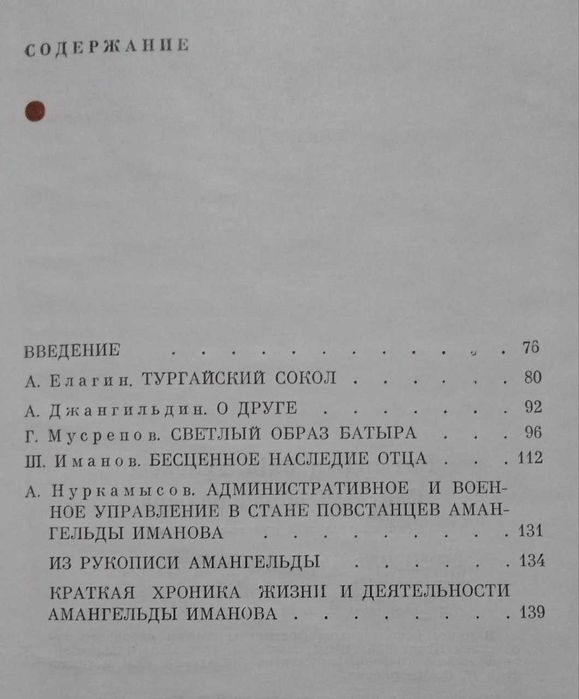 СОДЕРЖАНИЕ
ВВЕДЕНИЕ . . . . . . . . . . . . 76
А. Елагин. ТУРГАЙСКИЙ СОКОЛ . . . . . . 80
А. Джангильдин. О ДРУГЕ . . . . . . . 92
Г. Мусрепов. СВЕТЛЫЙ ОБРАЗ БАТЫРА . . . . 96
Ш. Иманов. БЕСЦЕННОЕ НАСЛЕДИЕ ОТЦА . . . . 112
А. Нуркамысов. АДМИНИСТРАТИВНОЕ И ВОЕН-
НОЕ УПРАВЛЕНИЕ В СТАНЕ ПОВСТАНЦЕВ АМАН-
ГЕЛЬДЫ ИМАНОВА . . . . . . . . 131
ИЗ РУКОПИСИ АМАНГЕЛЬДЫ . . . . . . 134
КРАТКАЯ ХРОНИКА ЖИЗНИ И ДЕЯТЕЛЬНОСТИ
АМАНГЕЛЬДЫ ИМАНОВА . . . . . . . 139